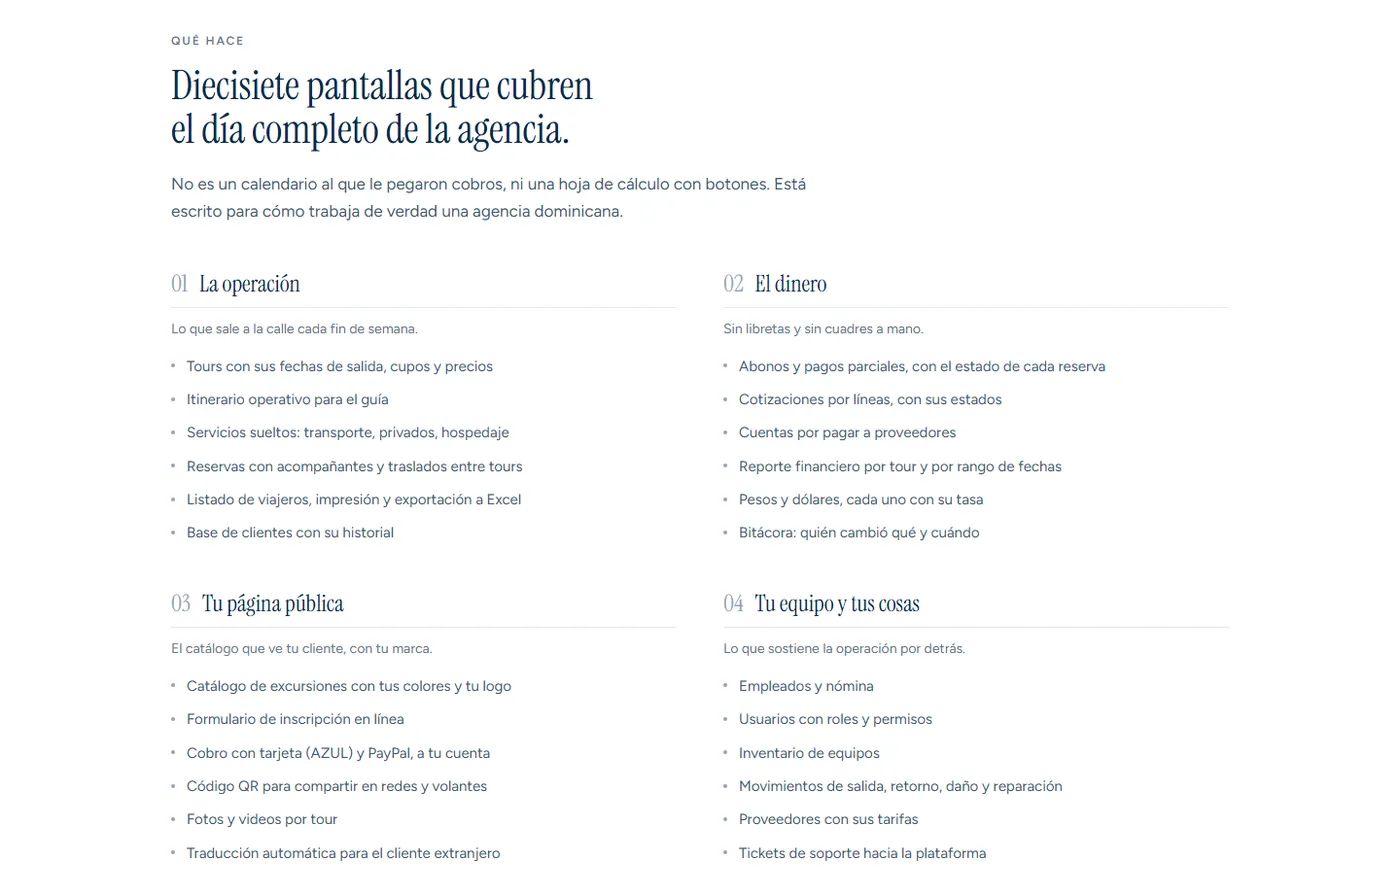 QUÉ HACE
Diecisiete pantallas que cubren
el día completo de la agencia.
No es un calendario al que le pegaron cobros, ni una hoja de cálculo con botones. Está
escrito para cómo trabaja de verdad una agencia dominicana.
01 La operación
Lo que sale a la calle cada fin de semana.
• Tours con sus fechas de salida, cupos y precios
• Itinerario operativo para el guía
• Servicios sueltos: transporte, privados, hospedaje
• Reservas con acompañantes y traslados entre tours
• Listado de viajeros, impresión y exportación a Excel
• Base de clientes con su historial
02 El dinero
Sin libretas y sin cuadres a mano.
• Abonos y pagos parciales, con el estado de cada reserva
• Cotizaciones por líneas, con sus estados
• Cuentas por pagar a proveedores
• Reporte financiero por tour y por rango de fechas
• Pesos y dólares, cada uno con su tasa
• Bitácora: quién cambió qué y cuándo
03 Tu página pública
El catálogo que ve tu cliente, con tu marca.
• Catálogo de excursiones con tus colores y tu logo
• Formulario de inscripción en línea
• Cobro con tarjeta (AZUL) y PayPal, a tu cuenta
• Código QR para compartir en redes y volantes
• Fotos y videos por tour
• Traducción automática para el cliente extranjero
04 Tu equipo y tus cosas
Lo que sostiene la operación por detrás.
• Empleados y nómina
• Usuarios con roles y permisos
• Inventario de equipos
• Movimientos de salida, retorno, daño y reparación
• Proveedores con sus tarifas
• Tickets de soporte hacia la plataforma